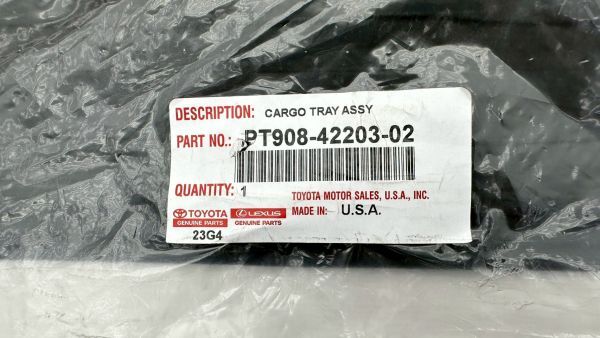 DESCRIPTION: CARGO TRAY ASSY
PART NO.: PT908-42203-02
QUANTITY: 1 TOYOTA MOTOR SALES, U.S.A., INC.
TOYOTA LEXUS MADE IN: U.S.A.
GENUINE PARTS GENUINE PARTS
23G4